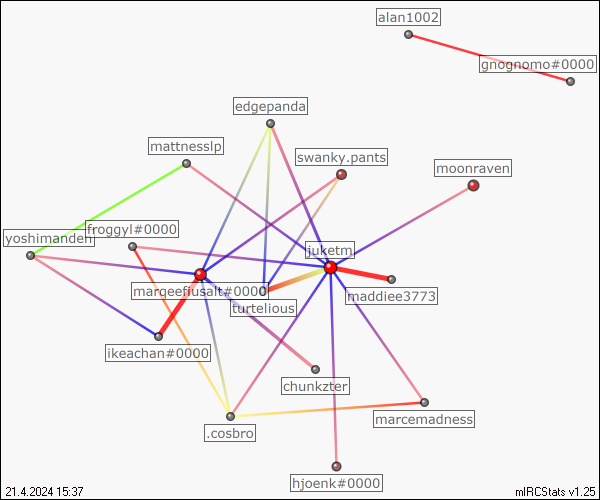 alan1002
gnognomo#0000
edgepanda
mattnesslp
swanky.pants
moonraven
froggyl#0000
yoshimandeh
juketm
margeefiusalt#0000
maddiee3773
turtelious
ikeachan#0000
chunkzter
marcemadness
.cosbro
hjoenk#0000
21.4.2024 15:37
mIRCStats v1.25